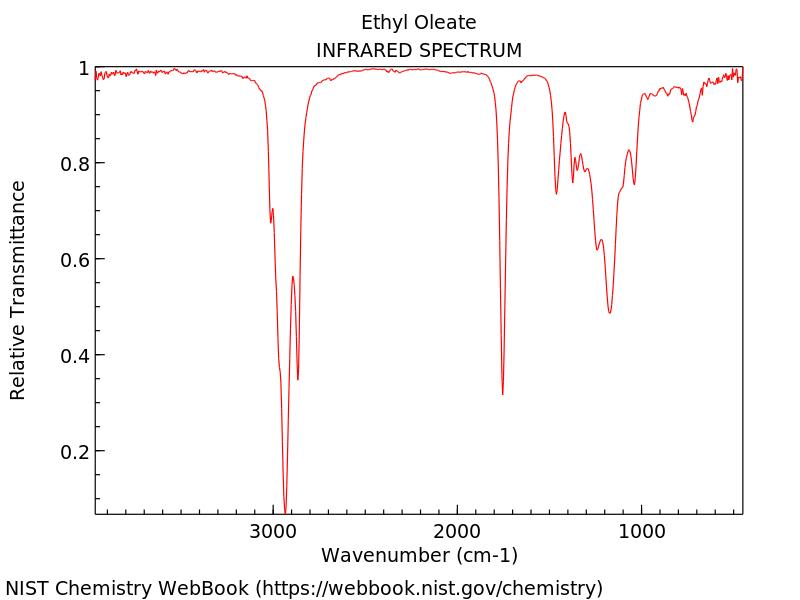 Ethyl Oleate
INFRARED SPECTRUM
1
0.8
0.6
0.4
0.2
Relative Transmittance
3000 2000 1000
Wavenumber (cm-1)
NIST Chemistry WebBook (https://webbook.nist.gov/chemistry)